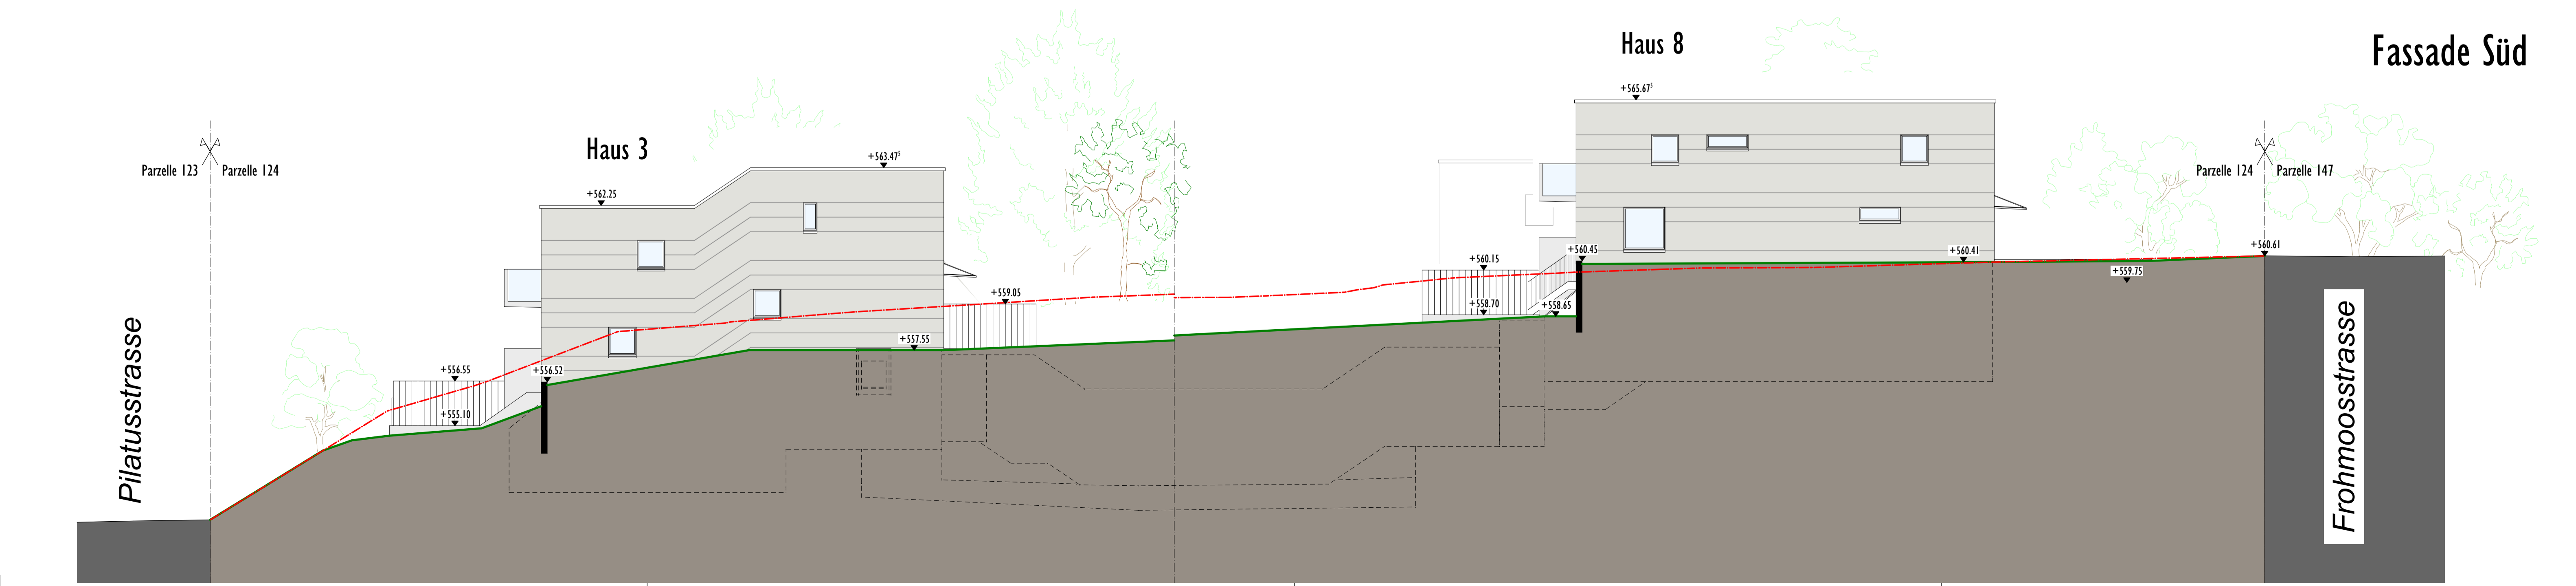 Fassade Süd
Haus 8
+565.67⁵
Haus 3
+563.47⁵
Parzelle 123
Parzelle 124
Parzelle 124
Parzelle 147
+562.25
+560.61
+560.45
+560.41
+560.15
+559.75
+559.05
+558.70
+558.65
+557.55
+556.55
+556.52
+555.10
Pilatusstrasse
Frohmoosstrasse